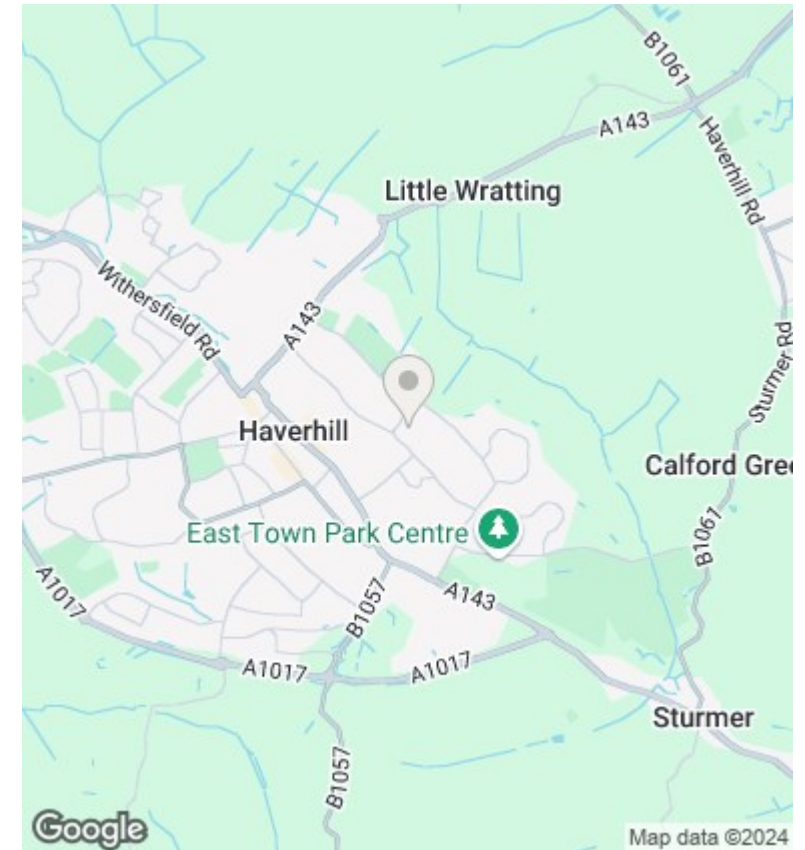 B1061
A143
Haverhill Rd
Little Wratting
Withersfield Rd
A143
Sturmer Rd
Haverhill
Calford Gree
East Town Park Centre
B1061
A1017
B1057
A143
A1017
A1017
Sturmer
B1057
Google
Map data ©2024